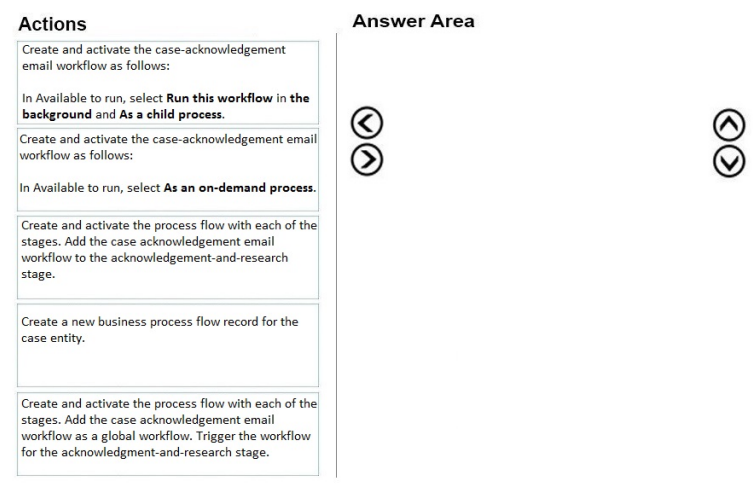 Actions
Create and activate the case-acknowledgement
email workflow as follows:
In Available to run, select Run this workflow in the
background and As a child process.
Create and activate the case-acknowledgement email
workflow as follows:
In Available to run, select As an on-demand process.
Create and activate the process flow with each of the
stages. Add the case acknowledgement email
workflow to the acknowledgement-and-research
stage.
Create a new business process flow record for the
case entity.
Create and activate the process flow with each of the
stages. Add the case acknowledgement email
workflow as a global workflow. Trigger the workflow
for the acknowledgment-and-research stage.
Answer Area